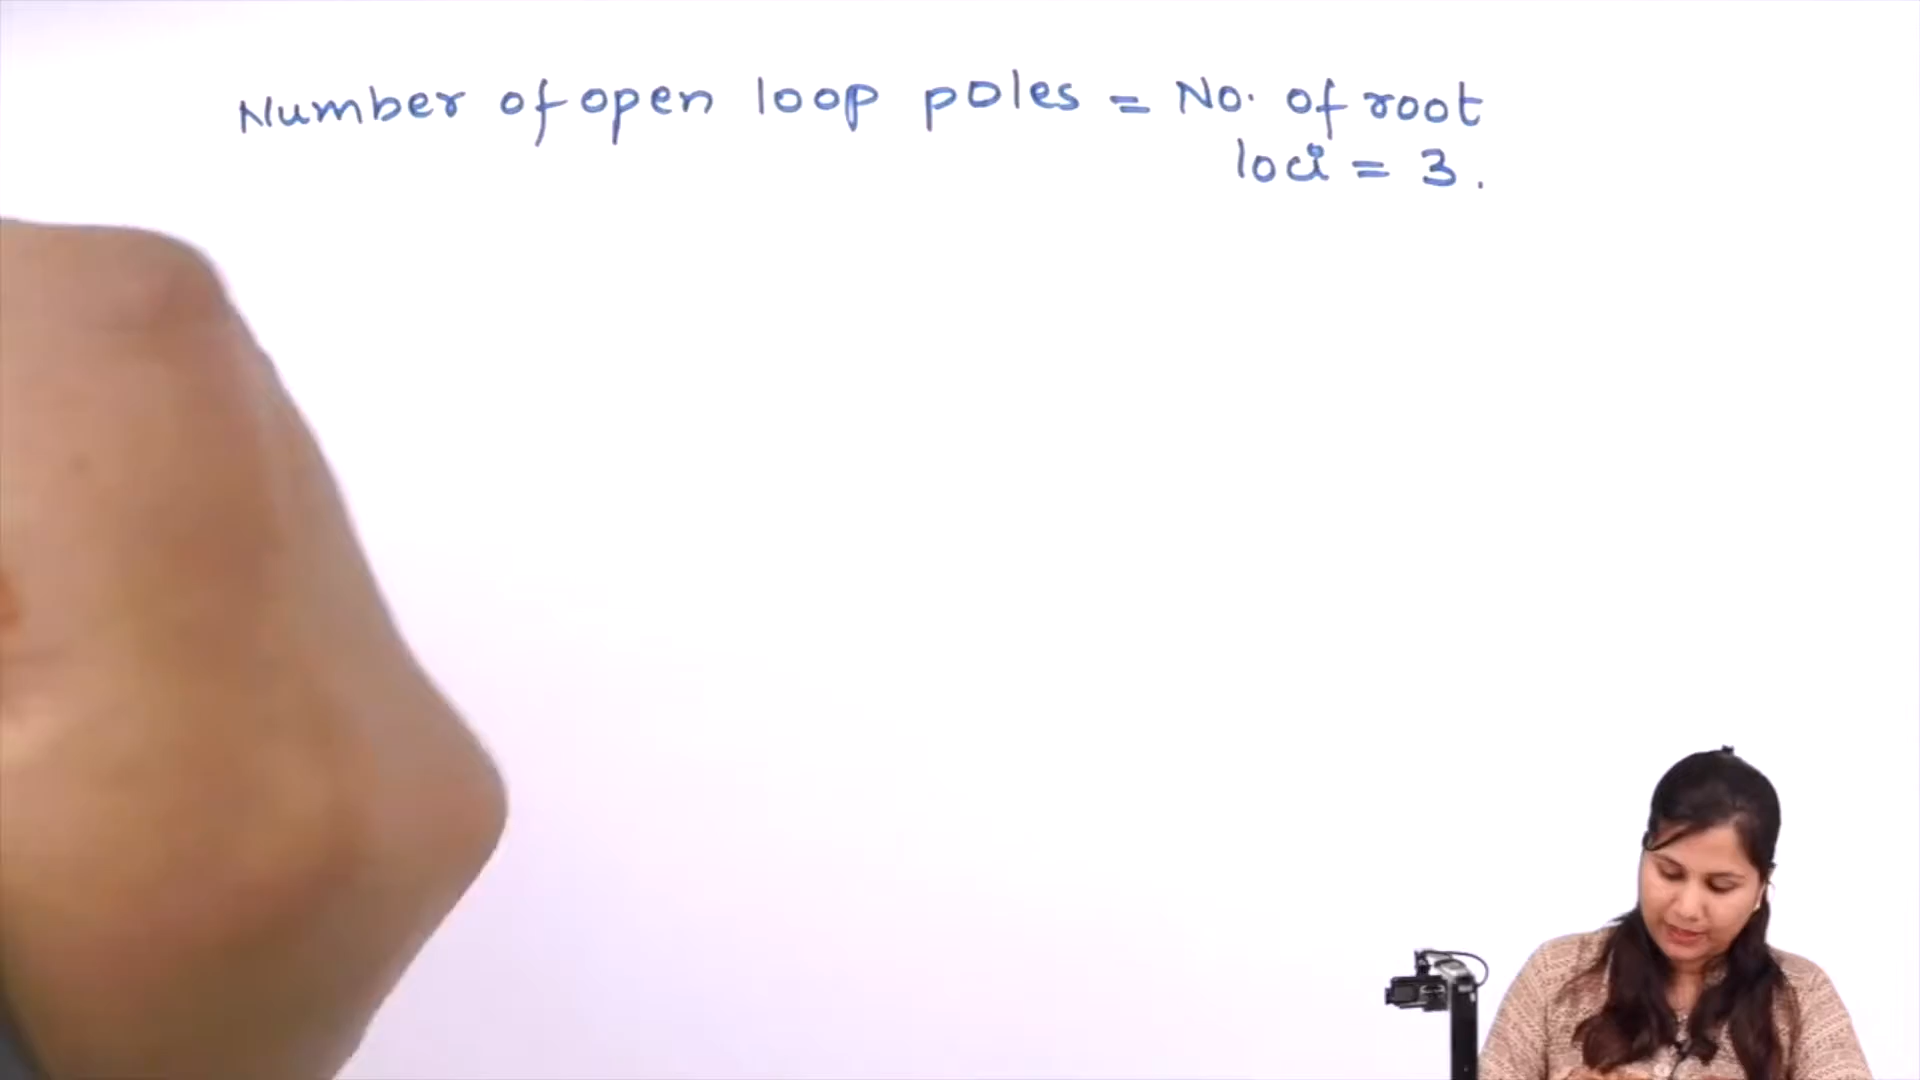 Number of open loop poles = No. of root
loci = 3.